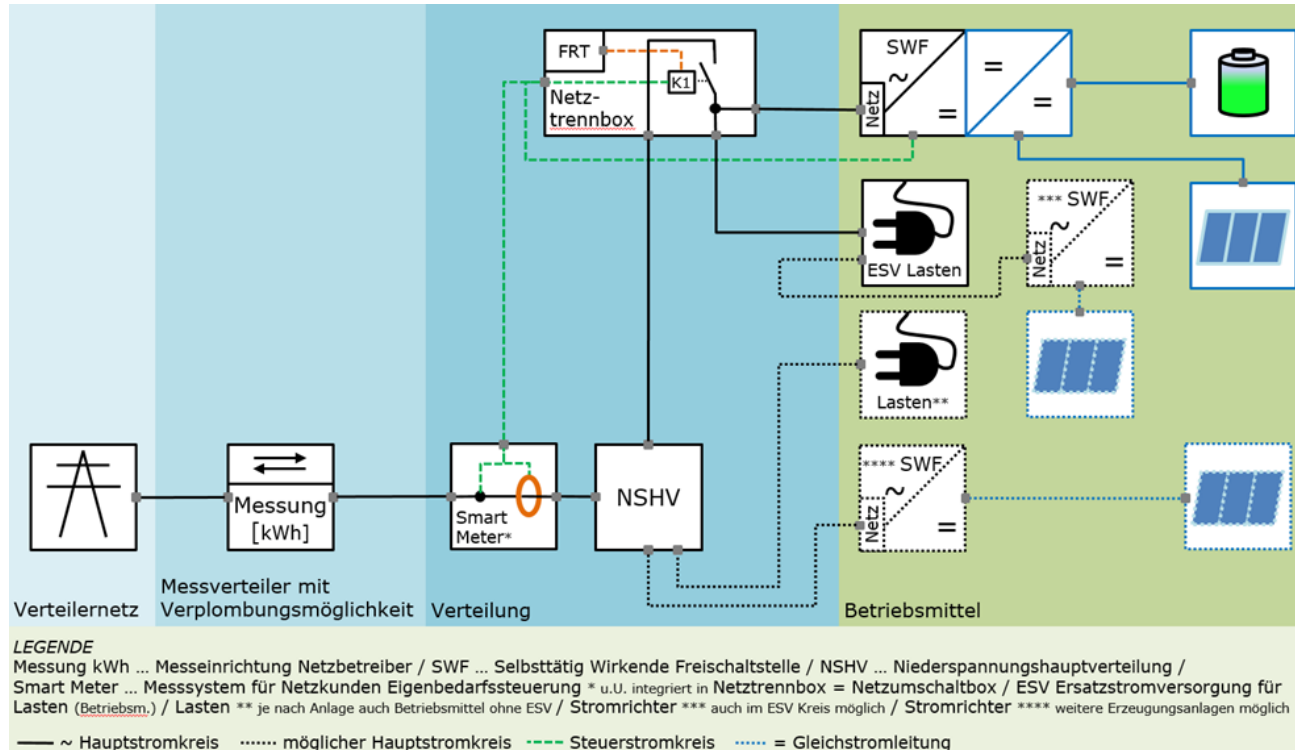 FRT
K1
Netz-
trennbox
SWF
~
=
=
=
Netz
ESV Lasten
*** SWF
~
Netz
=
Lasten**
Messung
[kWh]
Smart
Meter*
NSHV
**** SWF
~
Netz
=
Verteilernetz
Messverteiler mit
Verplombungsmöglichkeit
Verteilung
Betriebsmittel
LEGENDE
Messung kWh ... Messeinrichtung Netzbetreiber / SWF ... Selbsttätig Wirkende Freischaltstelle / NSHV ... Niederspannungshauptverteilung /
Smart Meter ... Messsystem für Netzkunden Eigenbedarfssteuerung * u.U. integriert in Netztrennbox = Netzumschaltbox / ESV Ersatzstromversorgung für
Lasten (Betriebsm.) / Lasten ** je nach Anlage auch Betriebsmittel ohne ESV / Stromrichter *** auch im ESV Kreis möglich / Stromrichter **** weitere Erzeugungsanlagen möglich
~ Hauptstromkreis möglicher Hauptstromkreis Steuerstromkreis = Gleichstromleitung